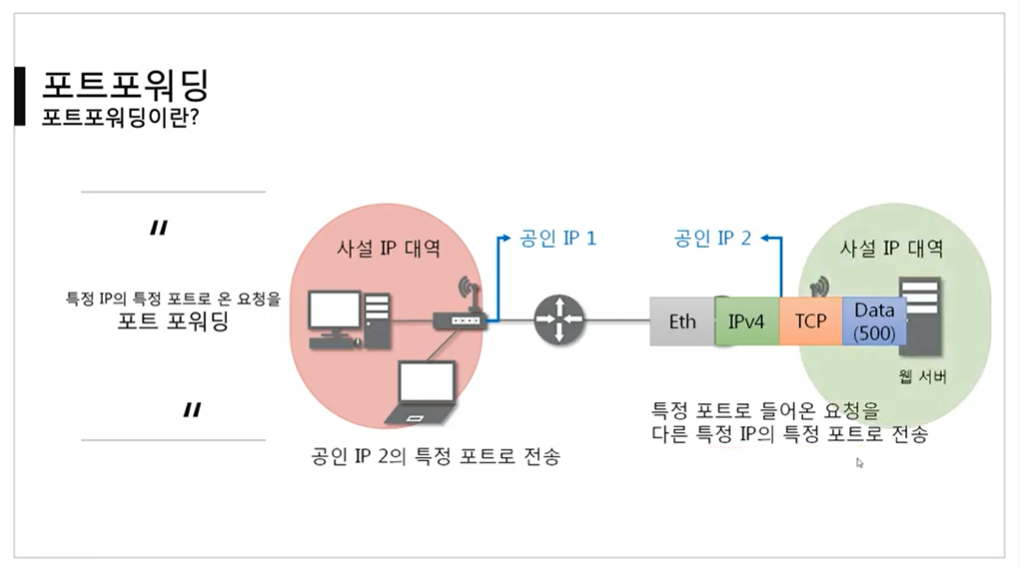 포트포워딩
포트포워딩이란?
"
특정 IP의 특정 포트로 온 요청을
포트 포워딩
"
사설 IP 대역
공인 IP 1
공인 IP 2
사설 IP 대역
Eth
IPv4
TCP
Data
(500)
웹 서버
공인 IP 2의 특정 포트로 전송
특정 포트로 들어온 요청을
다른 특정 IP의 특정 포트로 전송